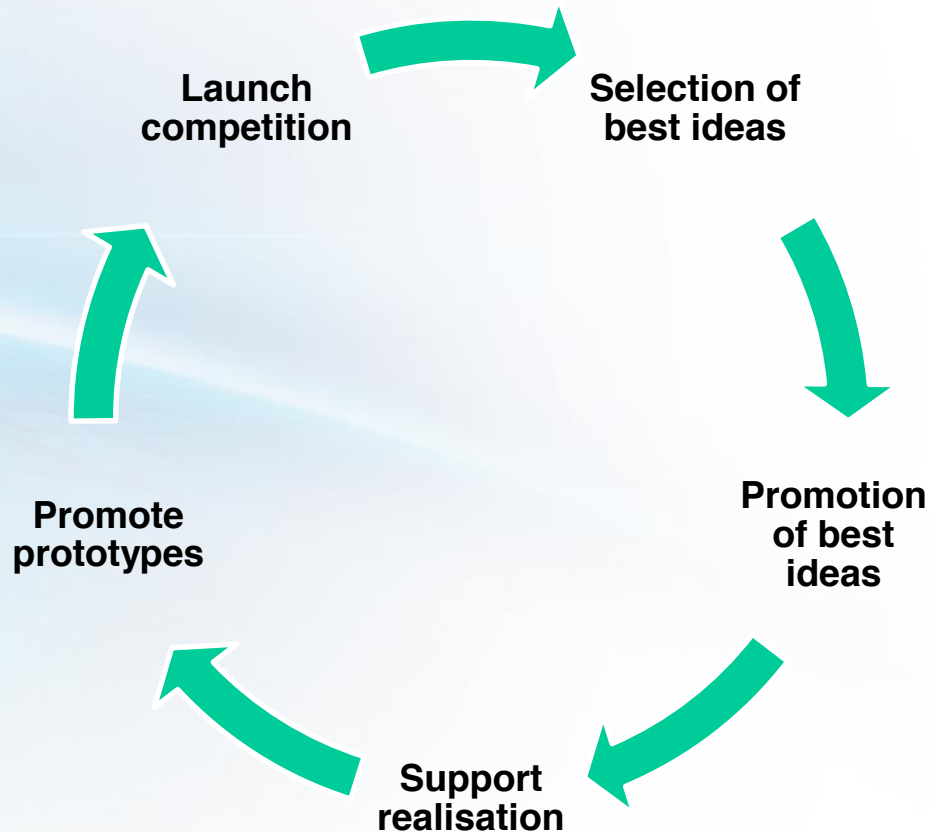 Launch
competition
Selection of
best ideas
Promotion
of best
ideas
Support
realisation
Promote
prototypes